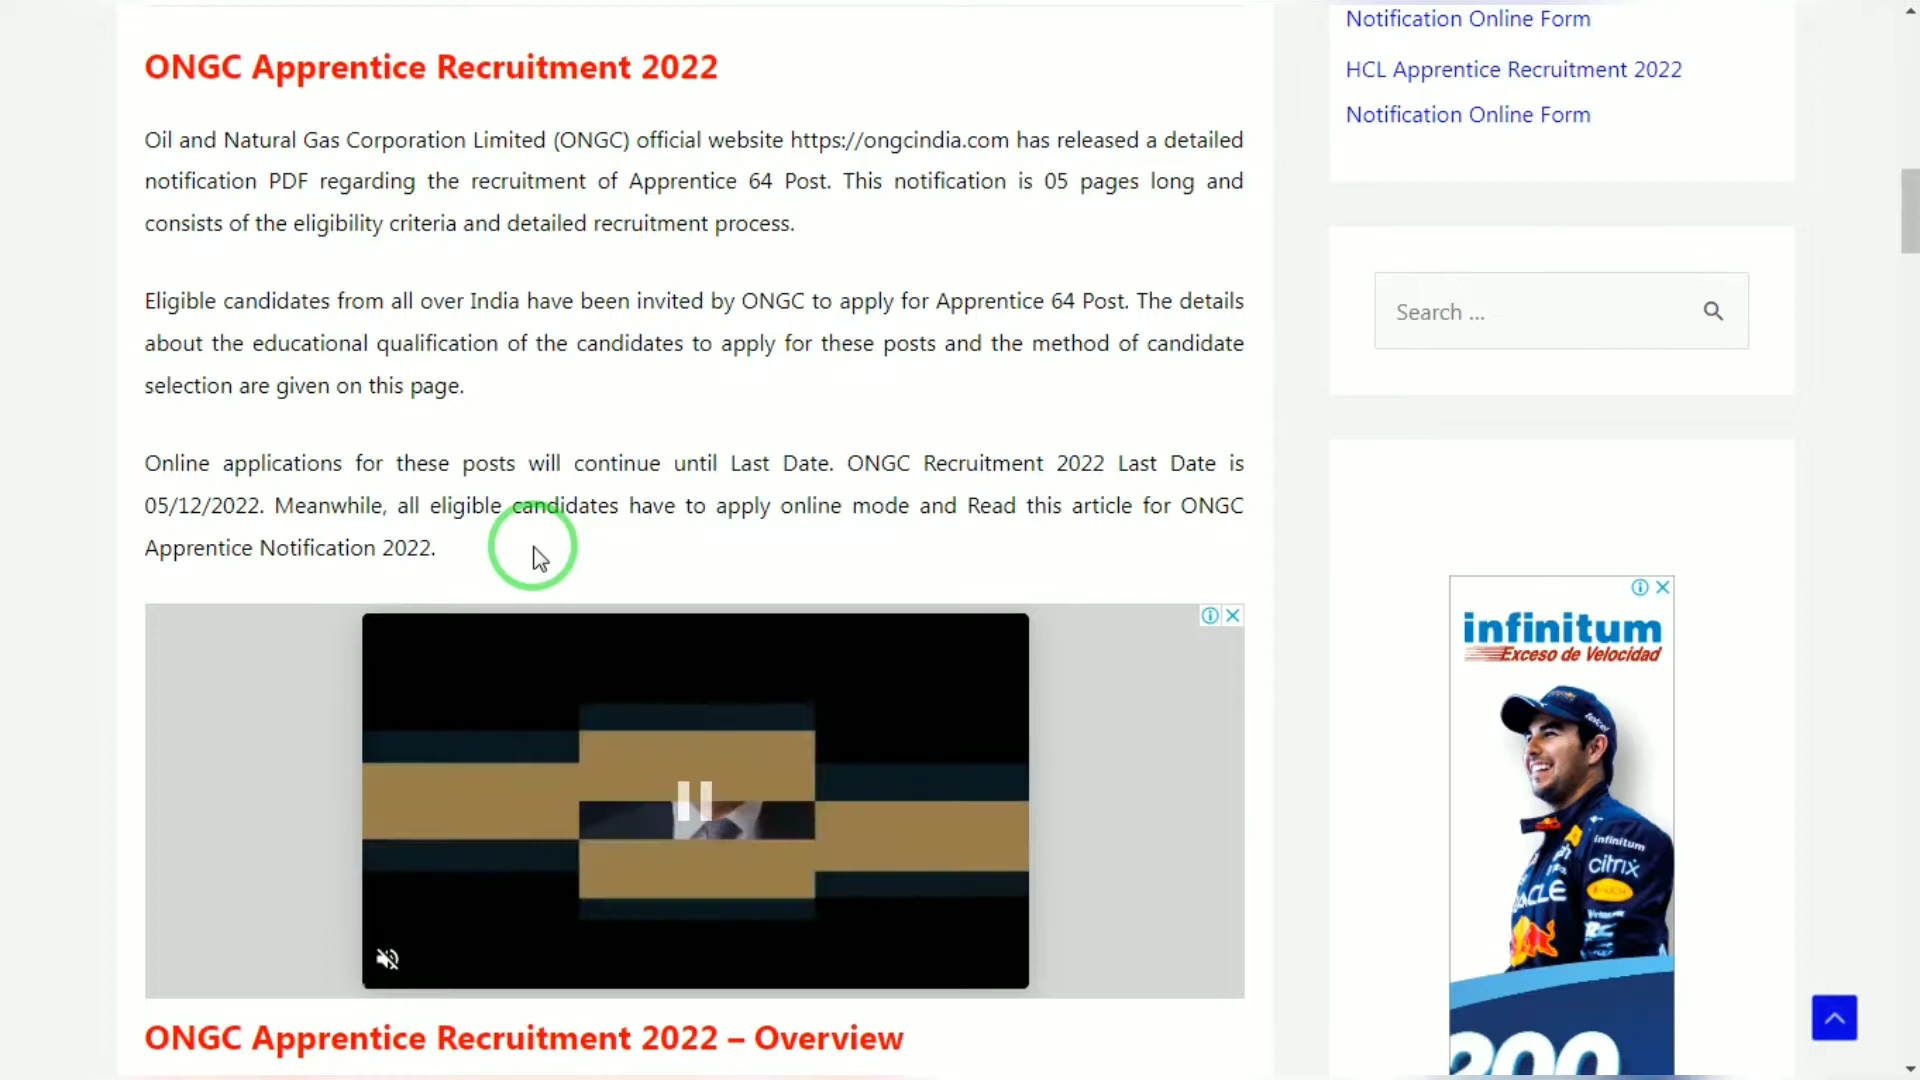 ONGC Apprentice Recruitment 2022
Oil and Natural Gas Corporation Limited (ONGC) official website https://ongcindia.com has released a detailed
notification PDF regarding the recruitment of Apprentice 64 Post. This notification is 05 pages long and
consists of the eligibility criteria and detailed recruitment process.
Eligible candidates from all over India have been invited by ONGC to apply for Apprentice 64 Post. The details
about the educational qualification of the candidates to apply for these posts and the method of candidate
selection are given on this page.
Online applications for these posts will continue until Last Date. ONGC Recruitment 2022 Last Date is
05/12/2022. Meanwhile, all eligible candidates have to apply online mode and Read this article for ONGC
Apprentice Notification 2022.
ONGC Apprentice Recruitment 2022 – Overview
Notification Online Form
HCL Apprentice Recruitment 2022
Notification Online Form
Search ...
infinitum
Exceso de Velocidad
telcel
infinitum
citrix
ORACLE
200